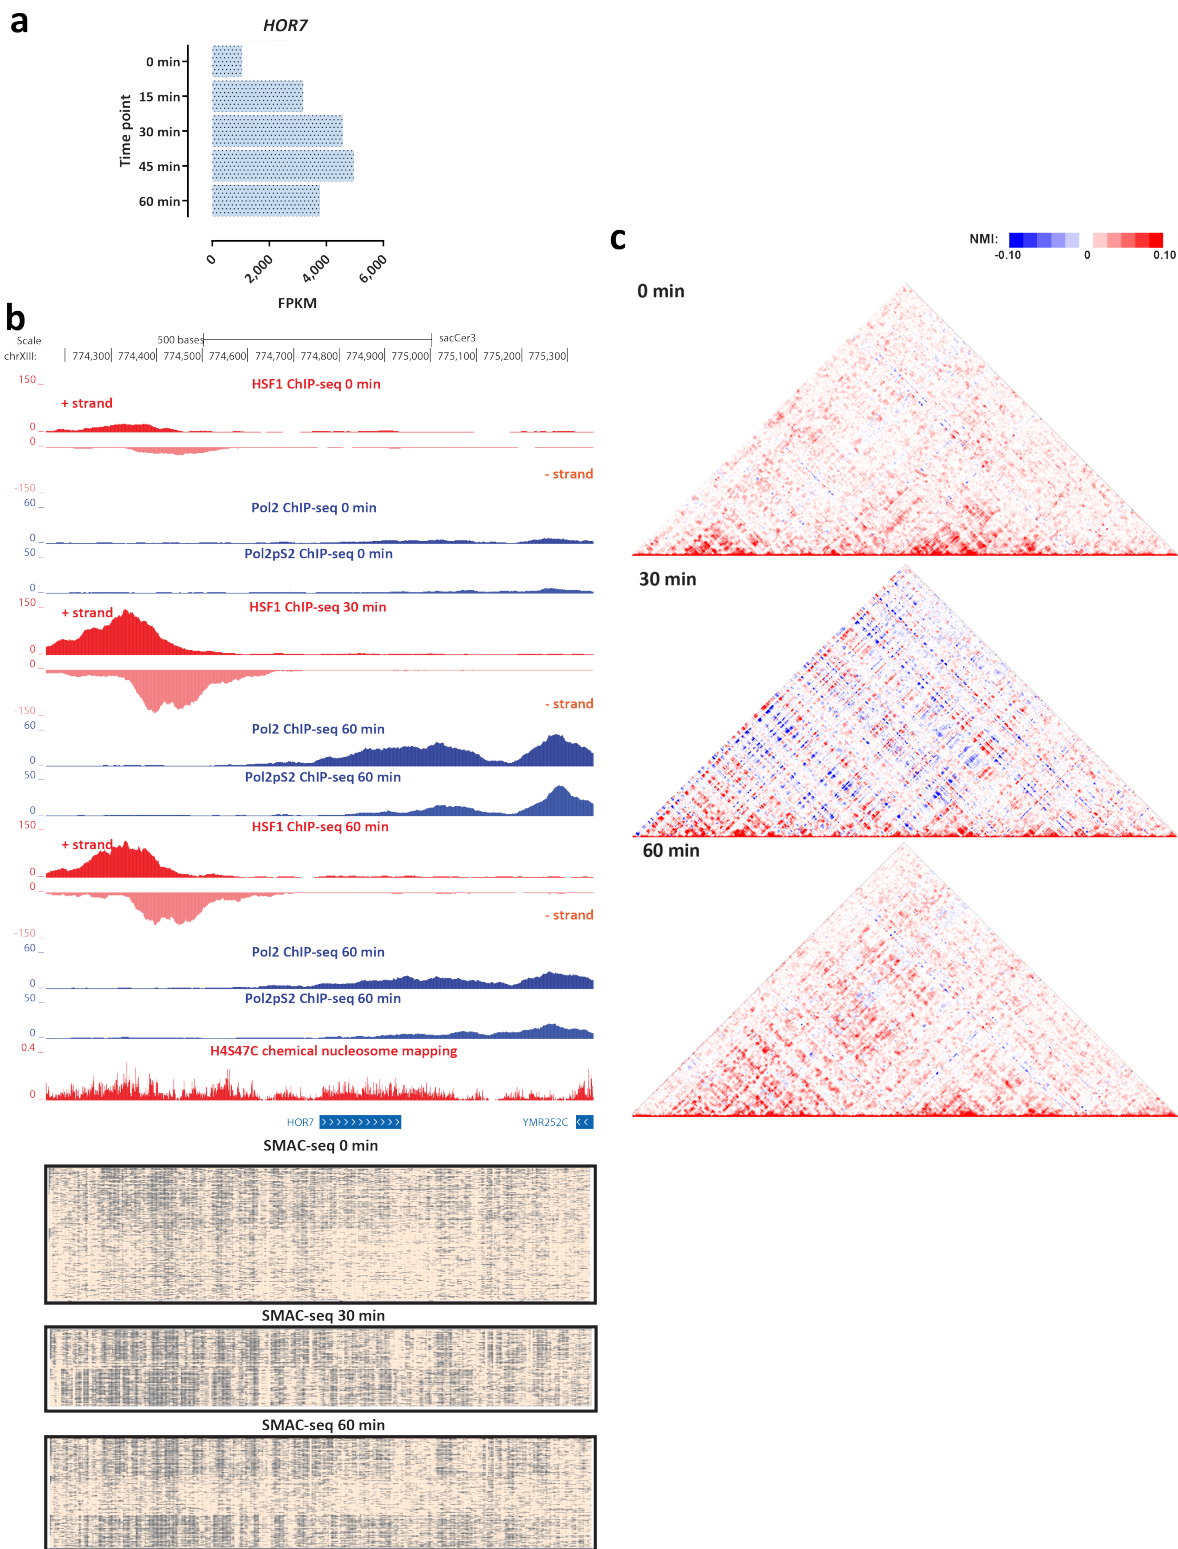 a
HOR7
Time point
0 min
15 min
30 min
45 min
60 min
0
2,000
4,000
6,000
FPKM
b
Scale
500 bases
sacCer3
chrXIII:
774,300
774,400
774,500
774,600
774,700
774,800
774,900
775,000
775,100
775,200
775,300
HSF1 ChIP-seq 0 min
150
+ strand
0
0
- strand
-150
60
Pol2 ChIP-seq 0 min
0
50
Pol2pS2 ChIP-seq 0 min
0
150
HSF1 ChIP-seq 30 min
+ strand
0
0
- strand
-150
60
Pol2 ChIP-seq 60 min
0
50
Pol2pS2 ChIP-seq 60 min
0
150
HSF1 ChIP-seq 60 min
+ strand
0
0
- strand
-150
60
Pol2 ChIP-seq 60 min
0
50
Pol2pS2 ChIP-seq 60 min
0
0.4
H4S47C chemical nucleosome mapping
0
HOR7
YMR252C
SMAC-seq 0 min
SMAC-seq 30 min
SMAC-seq 60 min
c
NMI:
-0.10
0
0.10
0 min
30 min
60 min